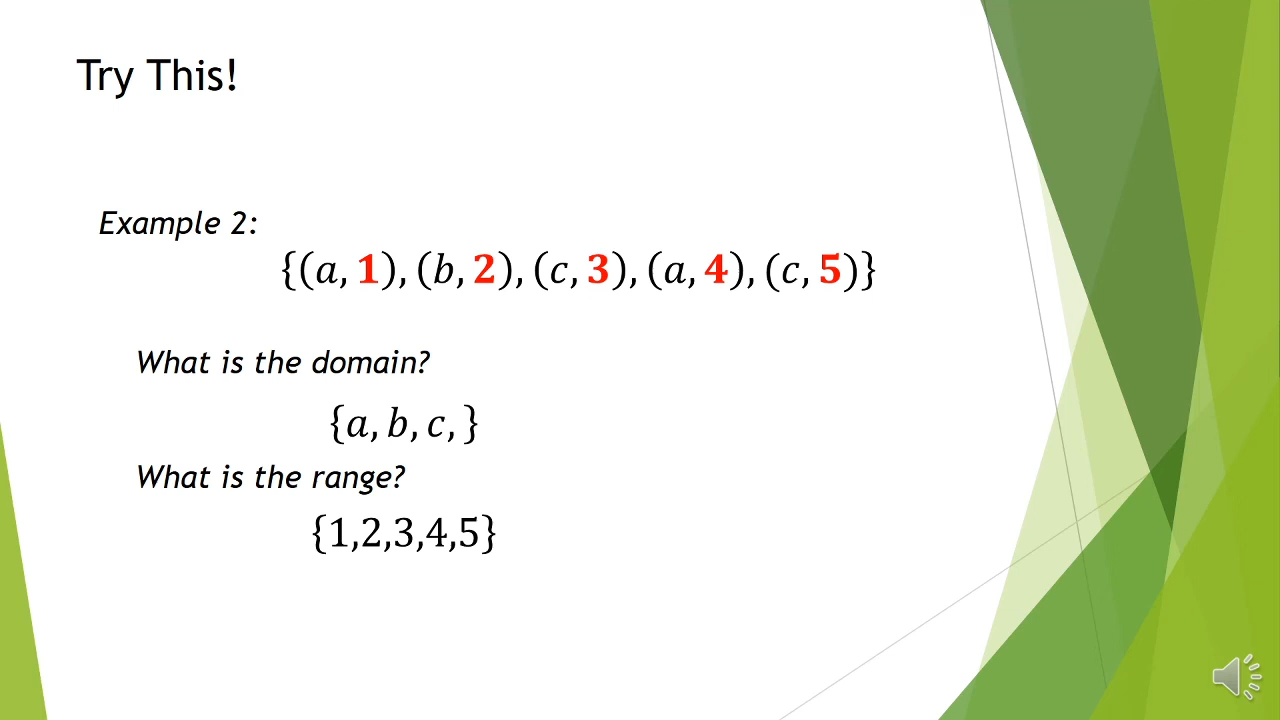 Try This!
Example 2:
{(a, 1), (b, 2), (c, 3), (a, 4), (c, 5)}
What is the domain?
{a, b, c, }
What is the range?
{1,2,3,4,5}